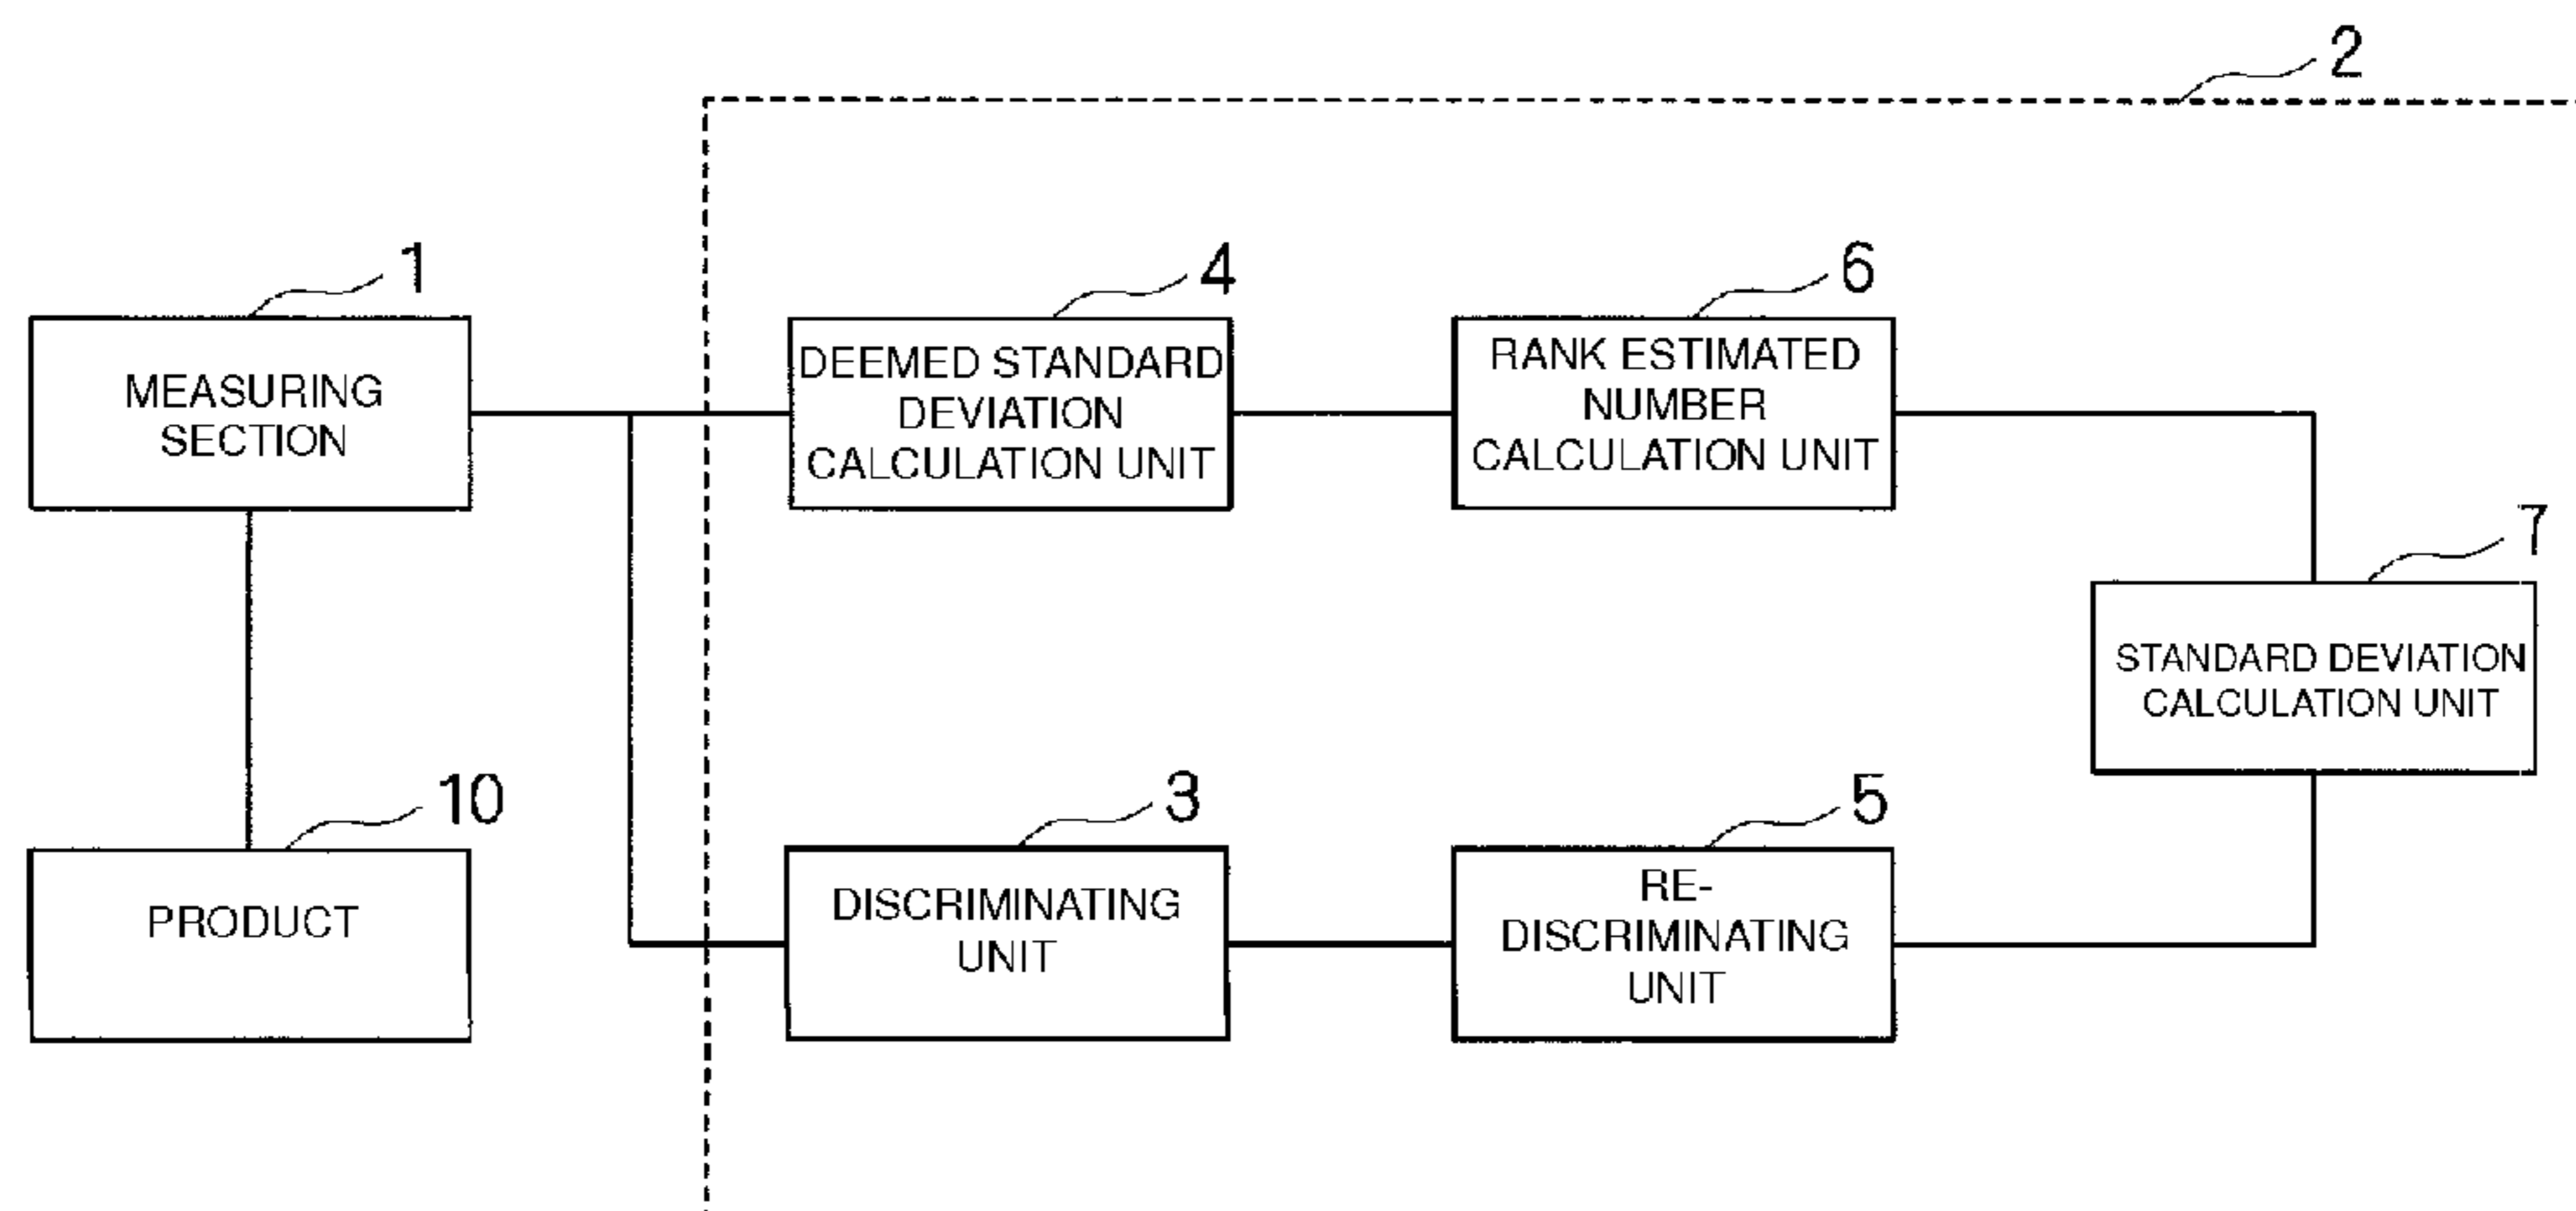 2
1
4
6
MEASURING
SECTION
DEEMED STANDARD
DEVIATION
CALCULATION UNIT
RANK ESTIMATED
NUMBER
CALCULATION UNIT
7
STANDARD DEVIATION
CALCULATION UNIT
10
3
5
PRODUCT
DISCRIMINATING
UNIT
RE-
DISCRIMINATING
UNIT